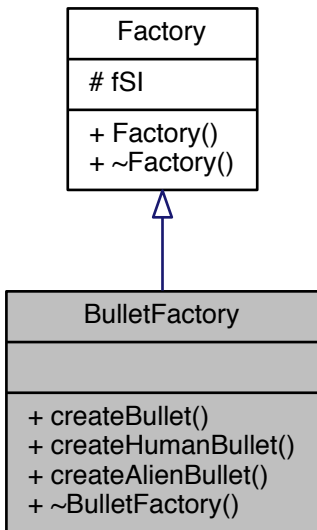 Factory
# fSI
+ Factory()
+ ~Factory()
BulletFactory
+ createBullet()
+ createHumanBullet()
+ createAlienBullet()
+ ~BulletFactory()